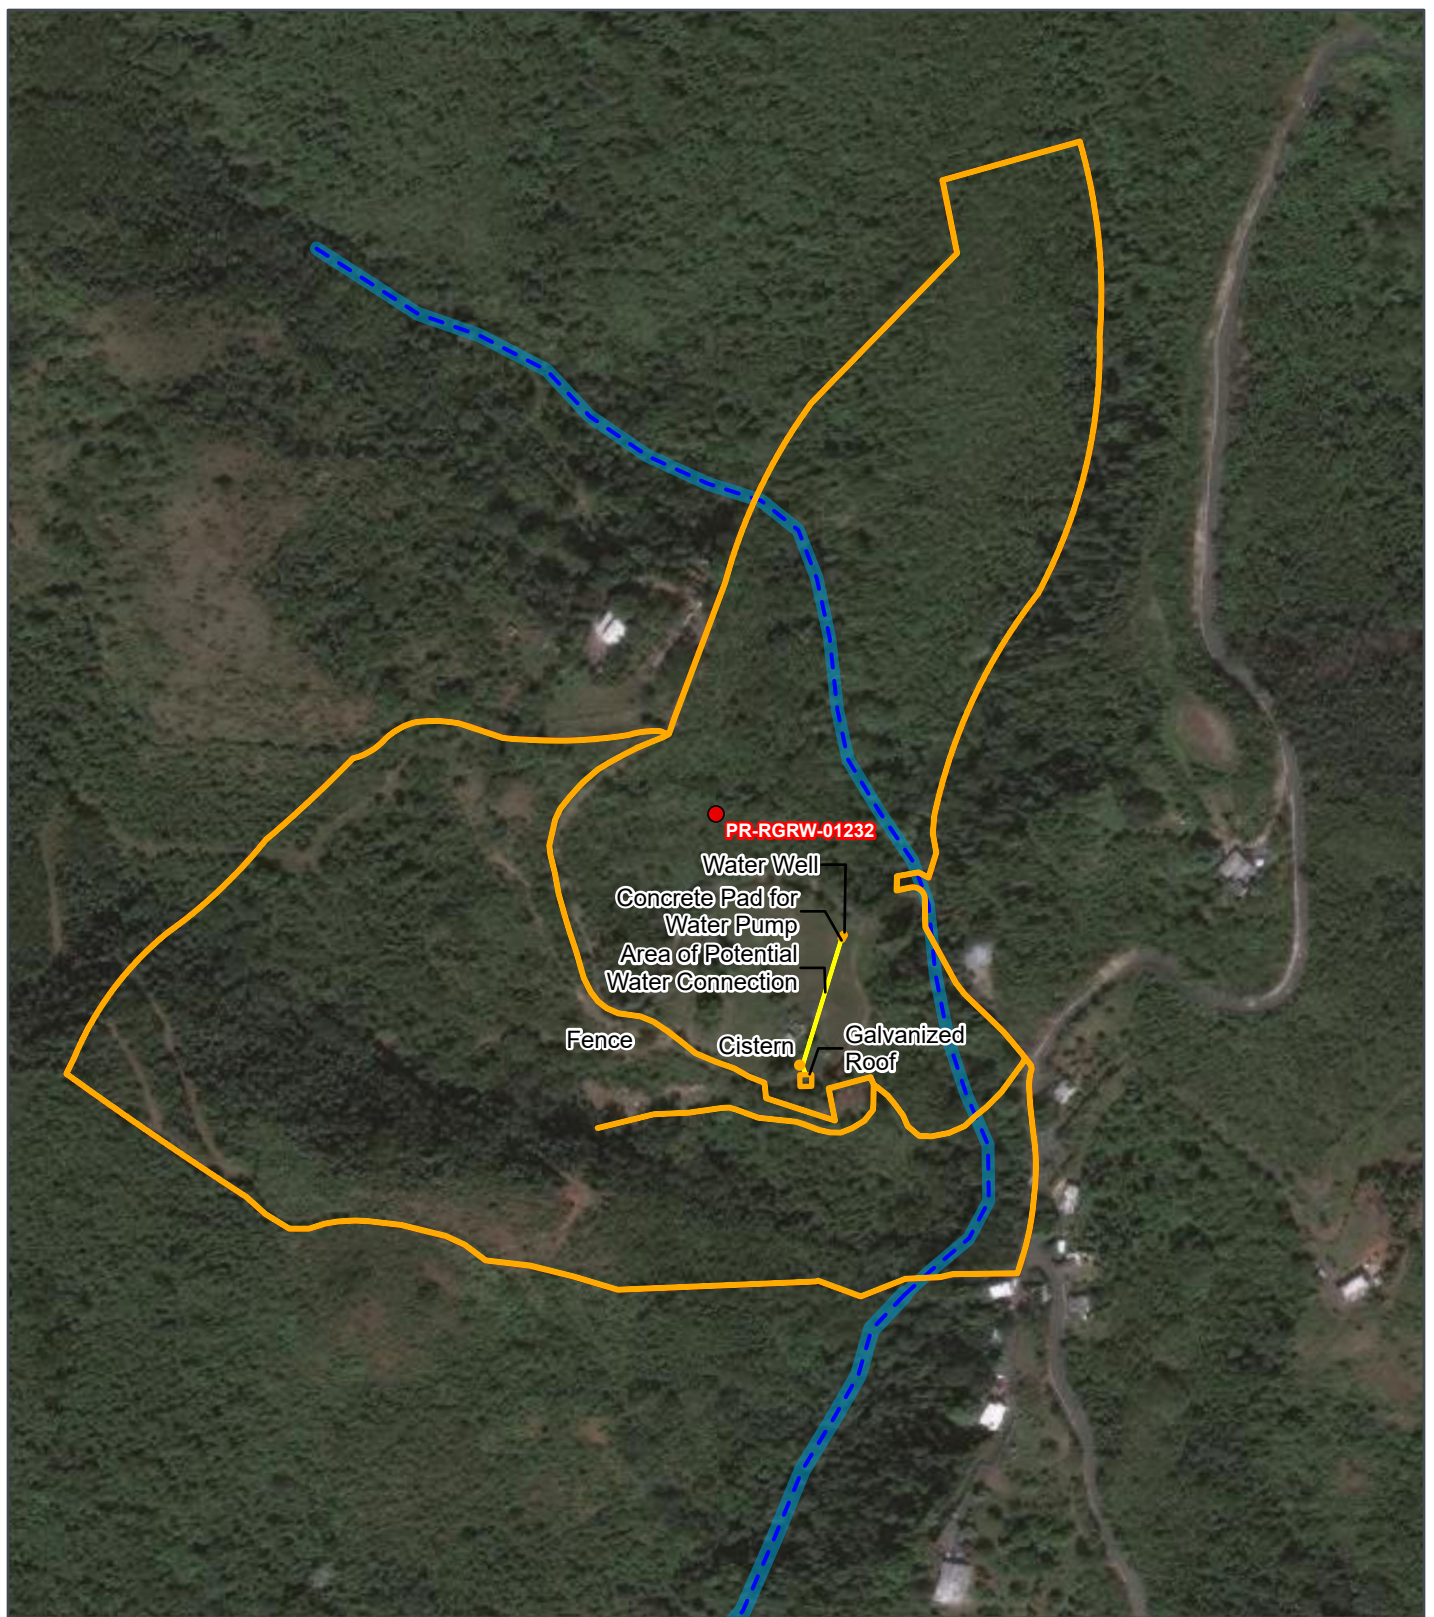 PR-RGRW-01232
Water Well
Concrete Pad for
Water Pump
Area of Potential
Water Connection
Fence
Cistern
Galvanized
Roof